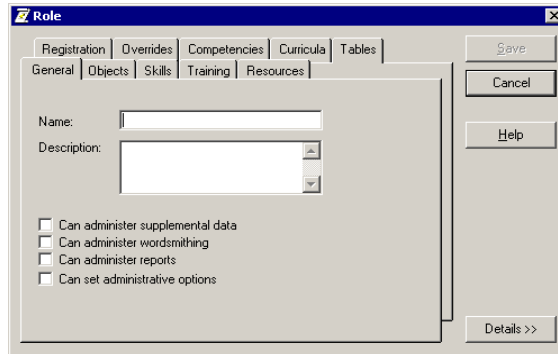 Role
Registration Overrides Competencies Curricula Tables
General Objects Skills Training Resources
Save
Cancel
Help
Name:
Description:
Can administer supplemental data
Can administer wordsmithing
Can administer reports
Can set administrative options
Details >>